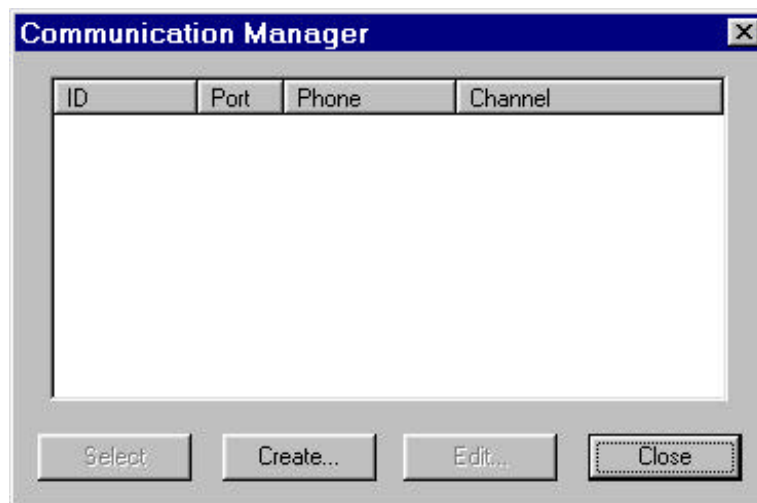 Communication Manager
ID Port Phone Channel
Select Create... Edit... Close